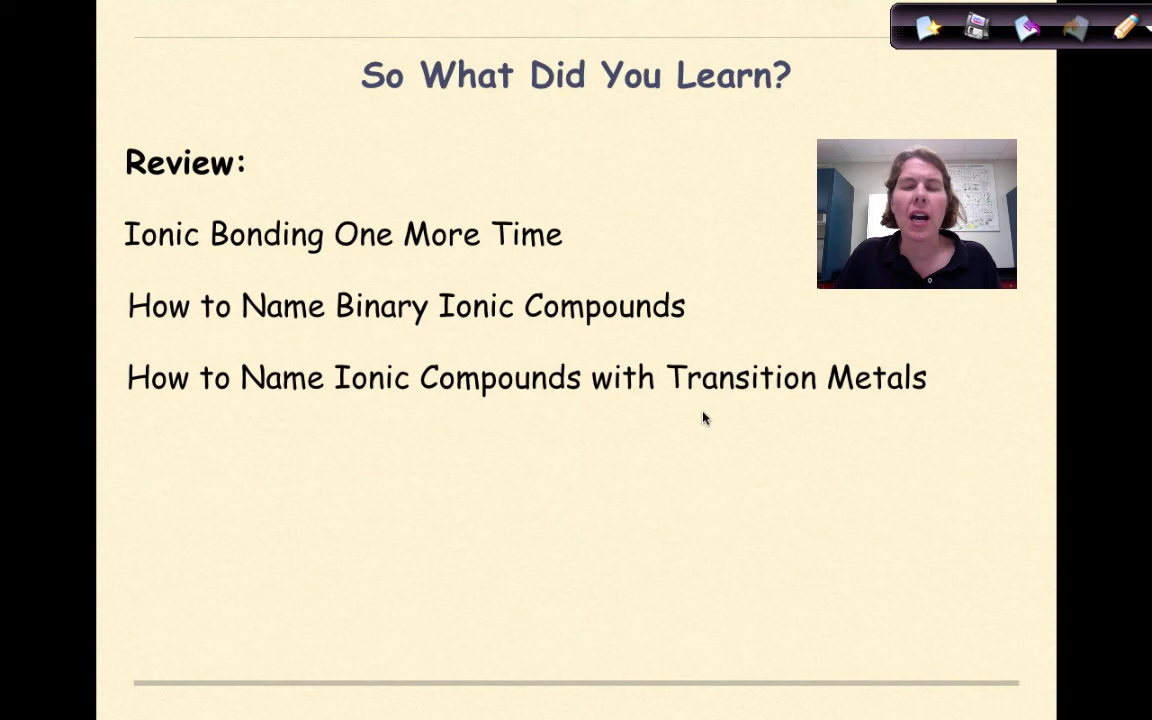 So What Did You Learn?
Review:
Ionic Bonding One More Time
How to Name Binary Ionic Compounds
How to Name Ionic Compounds with Transition Metals